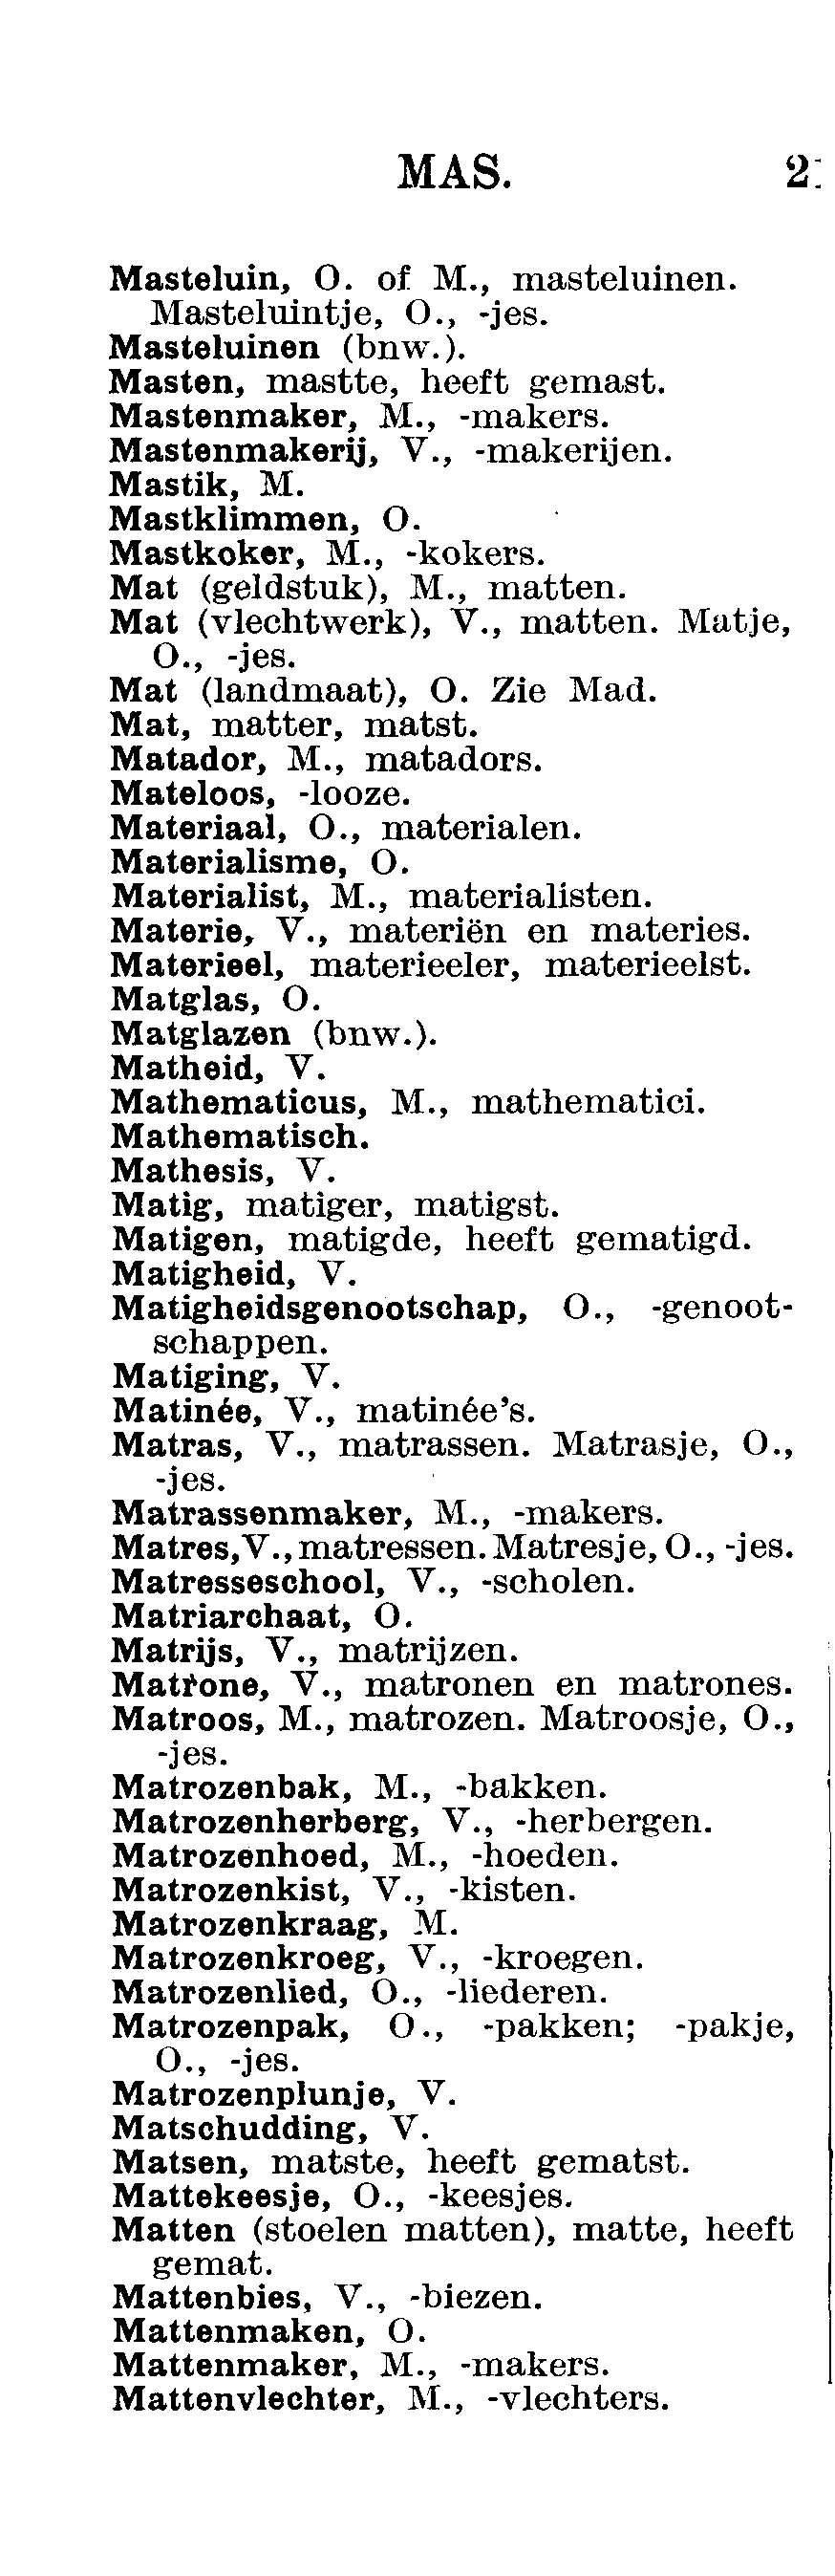 MAS.
Masteluin, O. of M., masteluinen.
Masteluintje, O., -jes.
Masteluinen (bnw.).
Masten, mastte, heeft gemast.
Mastenmaker, M., -makers.
Mastenmakerij, V., -makerijen.
Mastik, M.
Mastklimmen, O.
Mastkoker, M., -kokers.
Mat (geldstuk), M., matten.
Mat (vlechtwerk), V., matten. Matje,
O., -jes.
Mat (landmaat), O. Zie Mad.
Mat, matter, matst.
Matador, M., matadors.
Mateloos, -looze.
Materiaal, O., materialen.
Materialisme, O.
Materialist, M., materialisten.
Materie, V., materiën en materies.
Materieel, materieeler, materieelst.
Matglas, O.
Matglazen (bnw.).
Matheid, V.
Mathematicus, M., mathematici.
Mathematisch.
Mathesis, V.
Matig, matiger, matigst.
Matigen, matigde, heeft gematigd.
Matigheid, V.
Matigheidsgenootschap, O., -genoot-
schappen.
Matiging, V.
Matinée, V., matinée's.
Matras, V., matrassen. Matrasje, O.,
-jes.
Matrassenmaker, M., -makers.
Matres, V., matressen. Matresje, O., -jes.
Matresseschool, V., -scholen.
Matriarchaat, O.
Matrijs, V., matrijzen.
Matrone, V., matronen en matrones.
Matroos, M., matrozen. Matroosje, O.,
-jes.
Matrozenbak, M., -bakken.
Matrozenherberg, V., -herbergen.
Matrozenhoed, M., -hoeden.
Matrozenkist, V., -kisten.
Matrozenkraag, M.
Matrozenkroeg, V., -kroegen.
Matrozenlied, O., -liederen.
Matrozenpak, O., -pakken; -pakje,
O., -jes.
Matrozenplunje, V.
Matschudding, V.
Matsen, matste, heeft gematst.
Mattekeesje, O., -keesjes.
Matten (stoelen matten), matte, heeft
gemat.
Mattenbies, V., -biezen.
Mattenmaken, O.
Mattenmaker, M., -makers.
Mattenvlechter, M., -vlechters.